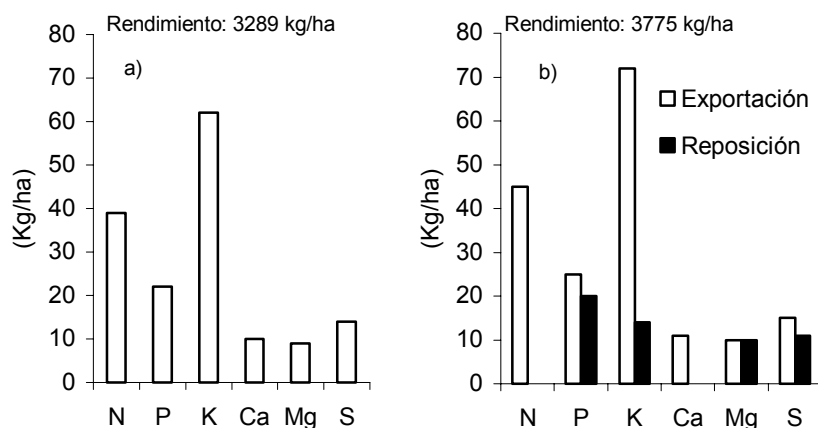 Rendimiento: 3289 kg/ha
a)
(Kg/ha)
80
70
60
50
40
30
20
10
0
N P K Ca Mg S
Rendimiento: 3775 kg/ha
b)
Exportación
Reposición
(Kg/ha)
80
70
60
50
40
30
20
10
0
N P K Ca Mg S